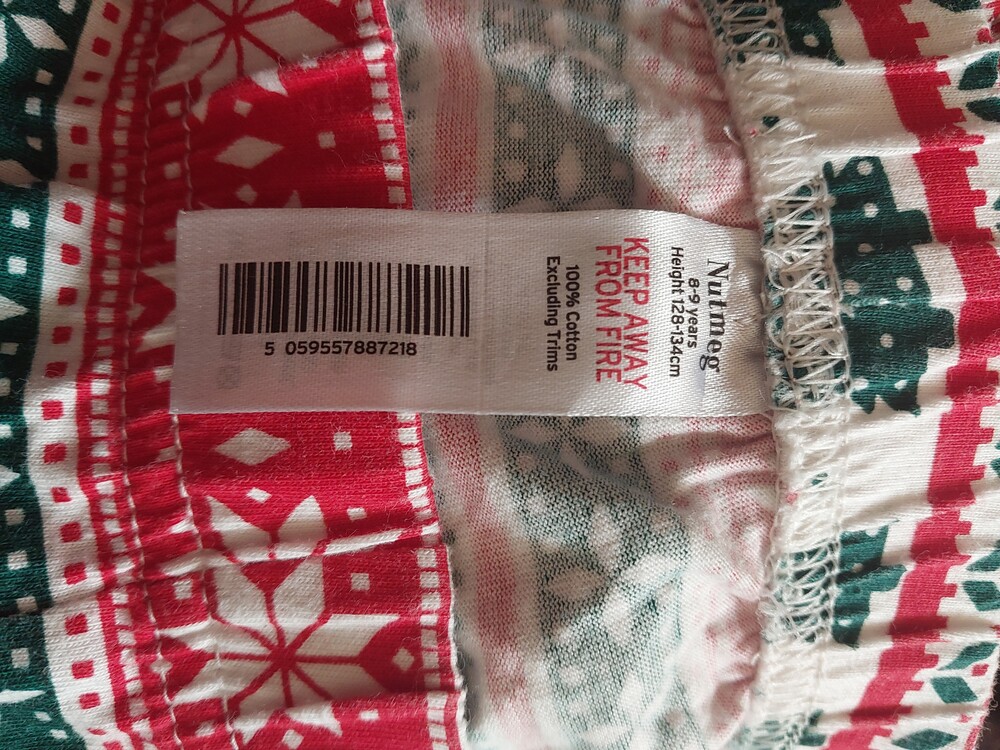 Nutmeg
8-9 years
Height 128-134cm
KEEP AWAY
FROM FIRE
100% Cotton
Excluding Trims
5 059557887218